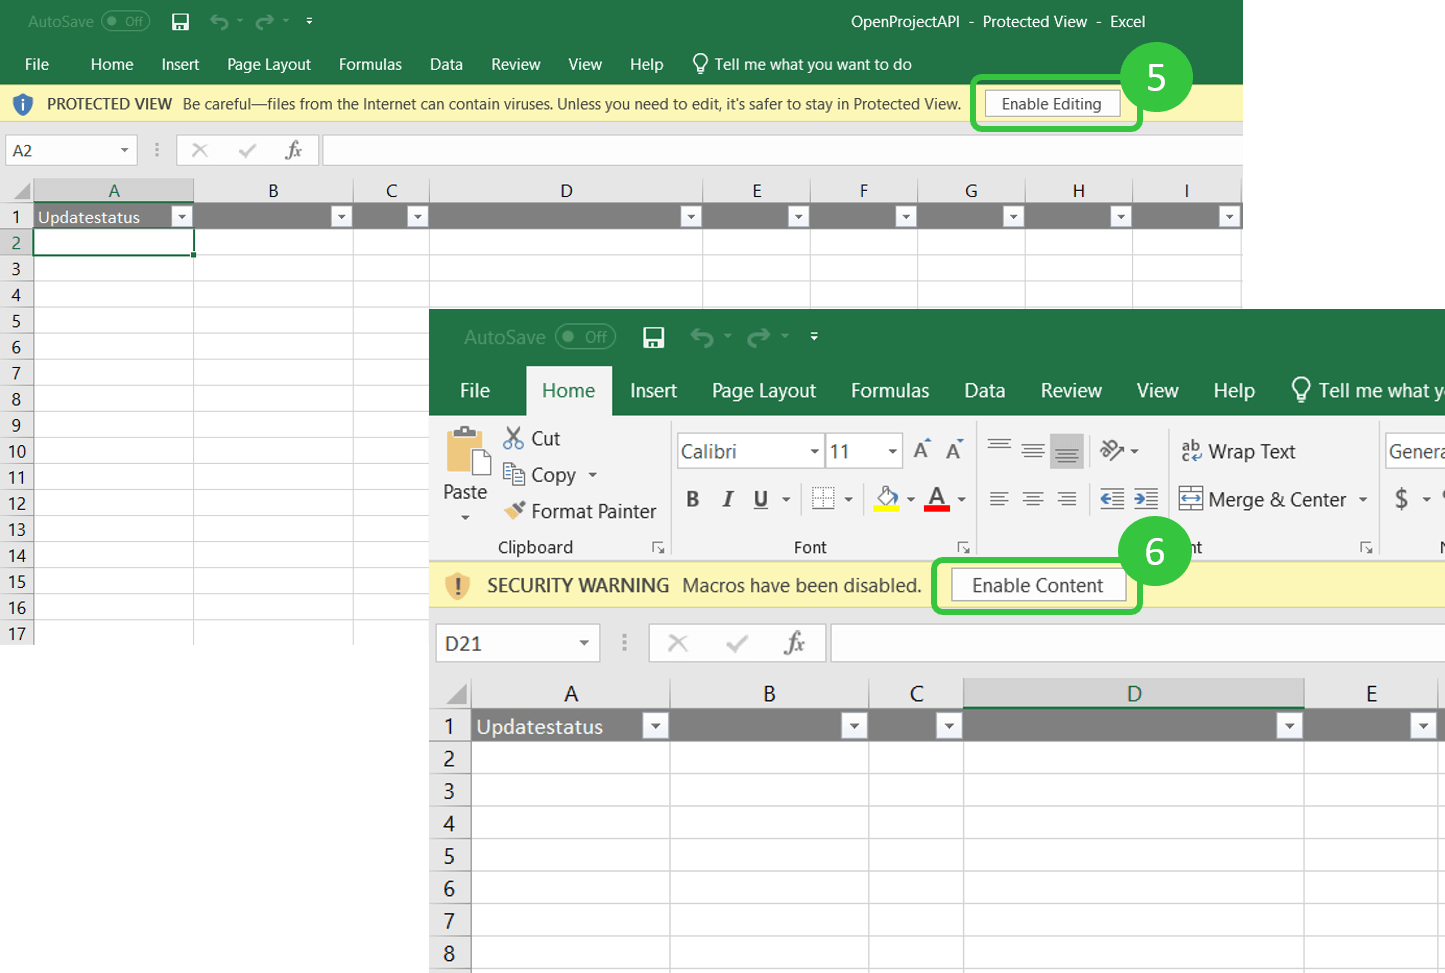 AutoSave Off
OpenProjectAPI - Protected View - Excel
File Home Insert Page Layout Formulas Data Review View Help Tell me what you want to do
5
PROTECTED VIEW Be careful—files from the Internet can contain viruses. Unless you need to edit, it's safer to stay in Protected View. Enable Editing
A2 fx
A B C D E F G H I
1 Updatestatus
2
3
4
5
6
7
8
9
10
11
12
13
14
15
16
17
AutoSave Off
File Home Insert Page Layout Formulas Data Review View Help Tell me what y
Cut
Calibri 11 A A ab Wrap Text Genera
Copy
Paste
B I U A Merge & Center $
Format Painter
Clipboard Font nt
6
SECURITY WARNING Macros have been disabled. Enable Content
D21 fx
A B C D E
1 Updatestatus
2
3
4
5
6
7
8